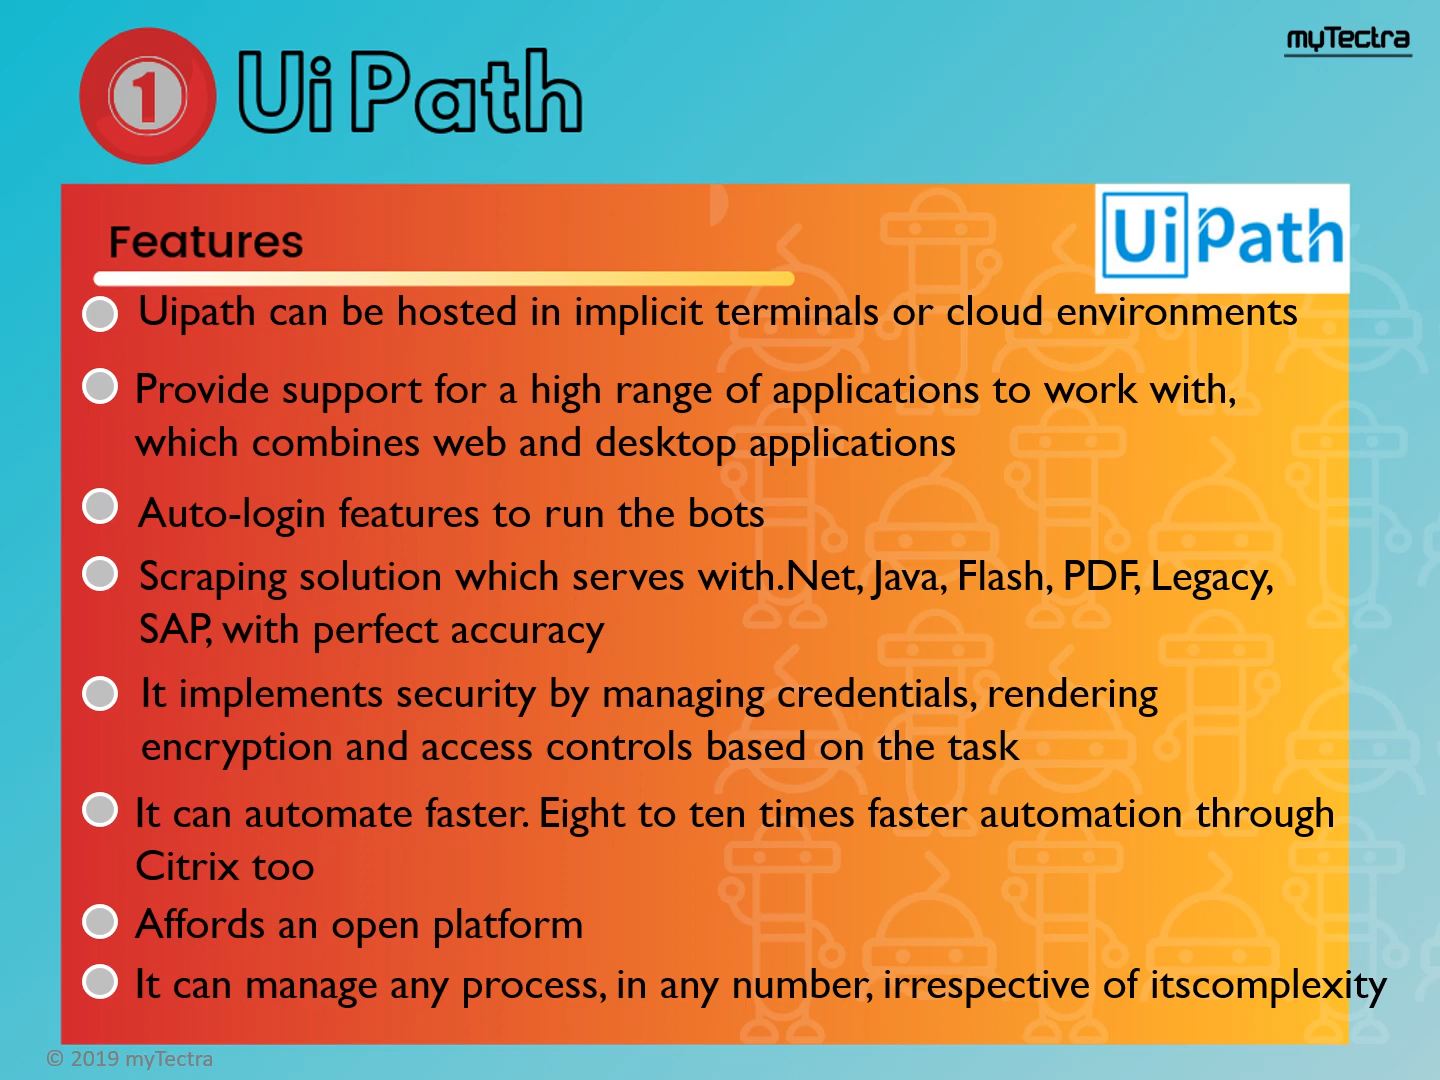 1
Ui Path
myTectra
Features
UiPath
Uipath can be hosted in implicit terminals or cloud environments
Provide support for a high range of applications to work with,
which combines web and desktop applications
Auto-login features to run the bots
Scraping solution which serves with.Net, Java, Flash, PDF, Legacy,
SAP, with perfect accuracy
It implements security by managing credentials, rendering
encryption and access controls based on the task
It can automate faster. Eight to ten times faster automation through
Citrix too
Affords an open platform
It can manage any process, in any number, irrespective of itscomplexity
© 2019 myTectra